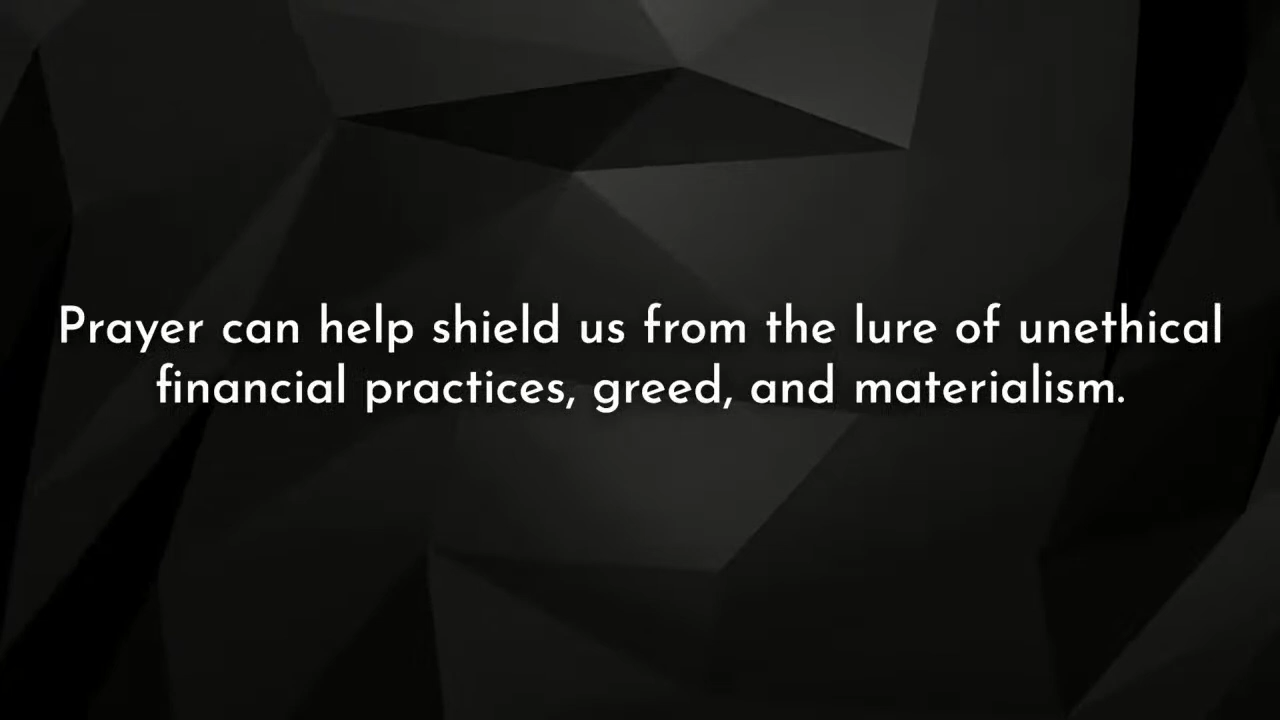 Prayer can help shield us from the lure of unethical
financial practices, greed, and materialism.